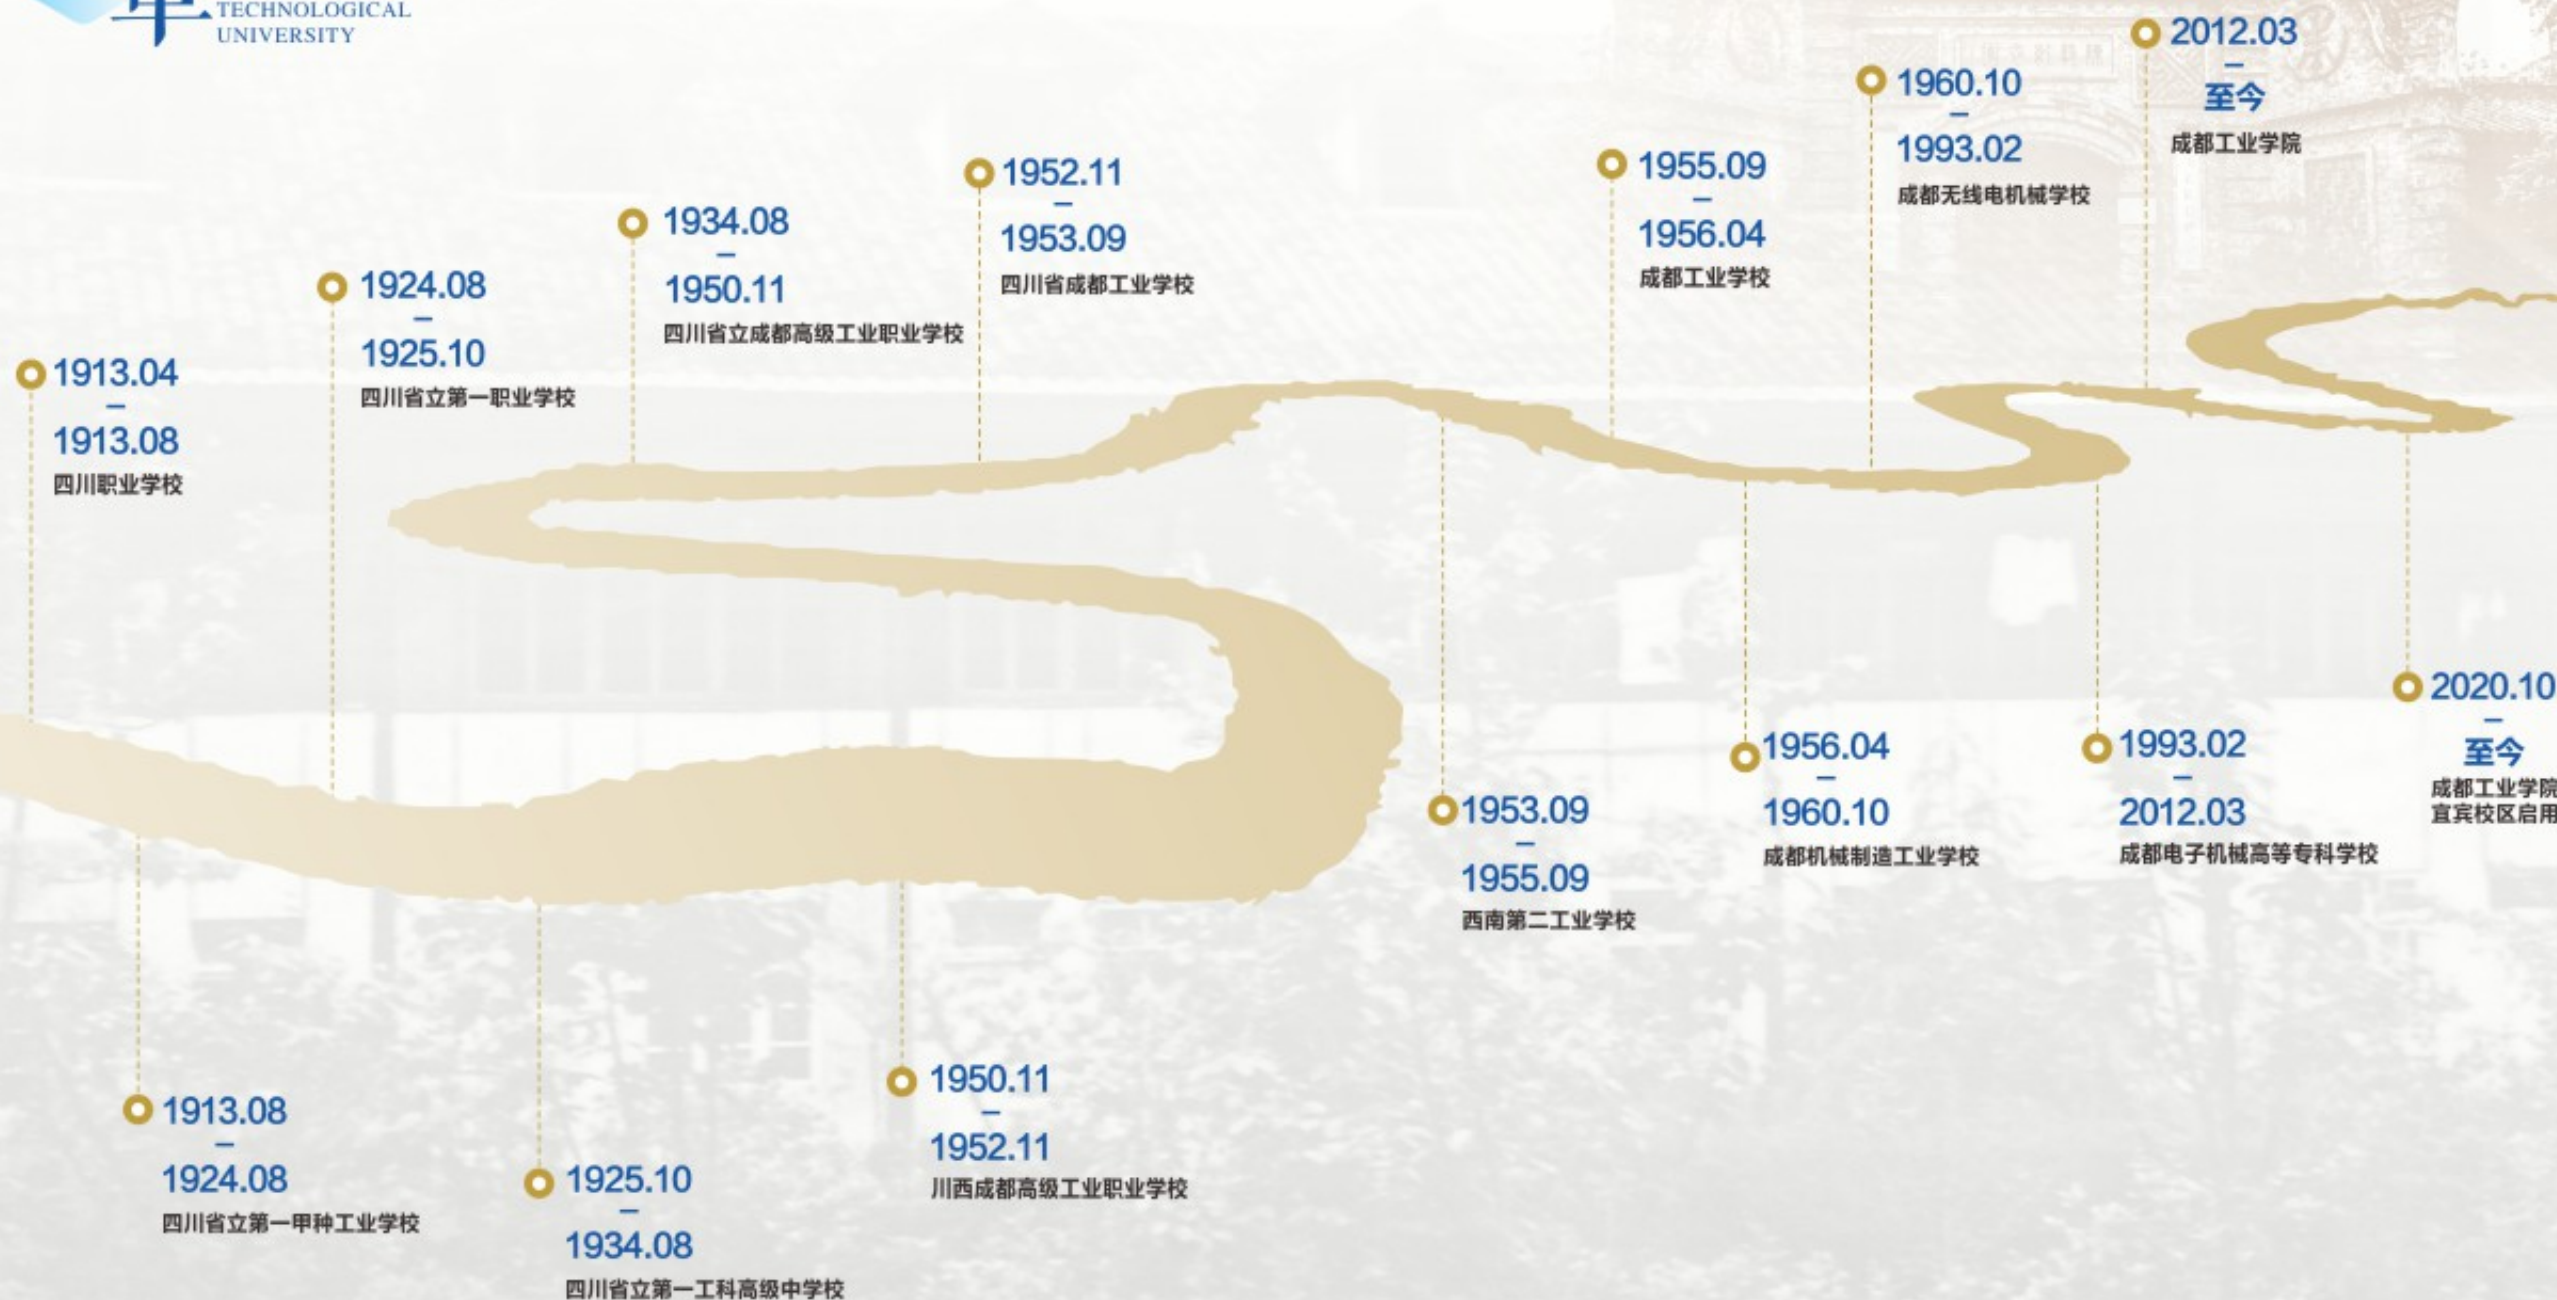 TECHNOLOGICAL
UNIVERSITY
1913.04
–
1913.08
四川职业学校
1913.08
–
1924.08
四川省立第一甲种工业学校
1924.08
–
1925.10
四川省立第一职业学校
1925.10
–
1934.08
四川省立第一工科高级中学校
1934.08
–
1950.11
四川省立成都高级工业职业学校
1950.11
–
1952.11
川西成都高级工业职业学校
1952.11
–
1953.09
四川省成都工业学校
1953.09
–
1955.09
西南第二工业学校
1955.09
–
1956.04
成都工业学校
1956.04
–
1960.10
成都机械制造工业学校
1960.10
–
1993.02
成都无线电机械学校
1993.02
–
2012.03
成都电子机械高等专科学校
2012.03
–
至今
成都工业学院
2020.10
–
至今
成都工业学院
宜宾校区启用